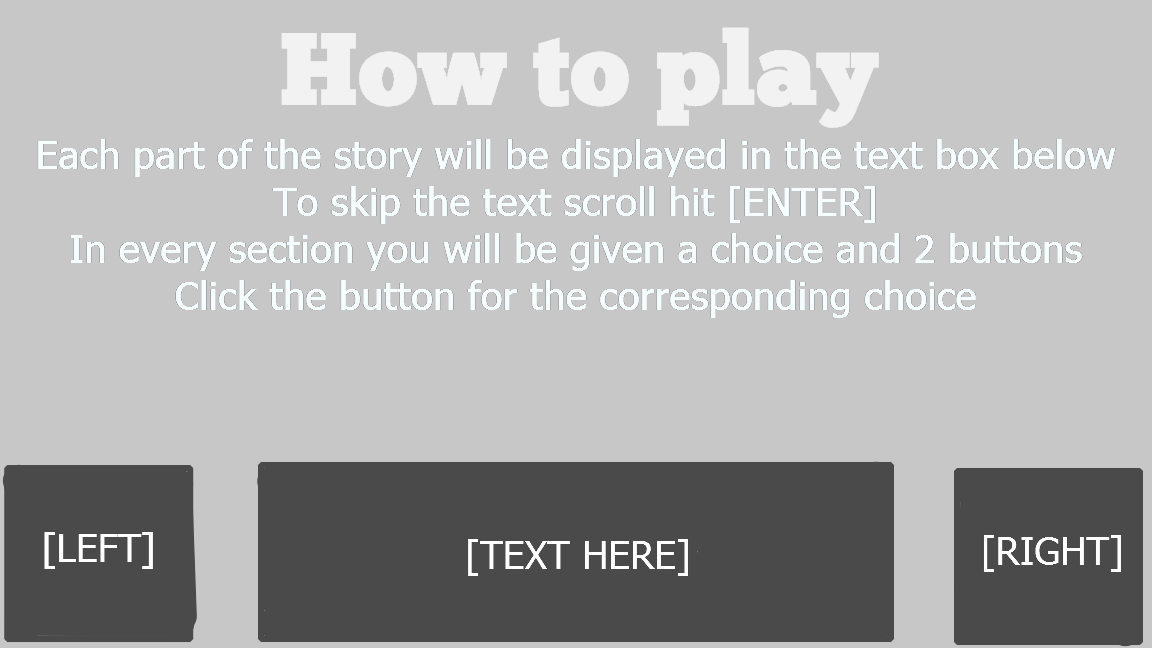 How to play
Each part of the story will be displayed in the text box below
To skip the text scroll hit [ENTER]
In every section you will be given a choice and 2 buttons
Click the button for the corresponding choice
[LEFT]
[TEXT HERE]
[RIGHT]